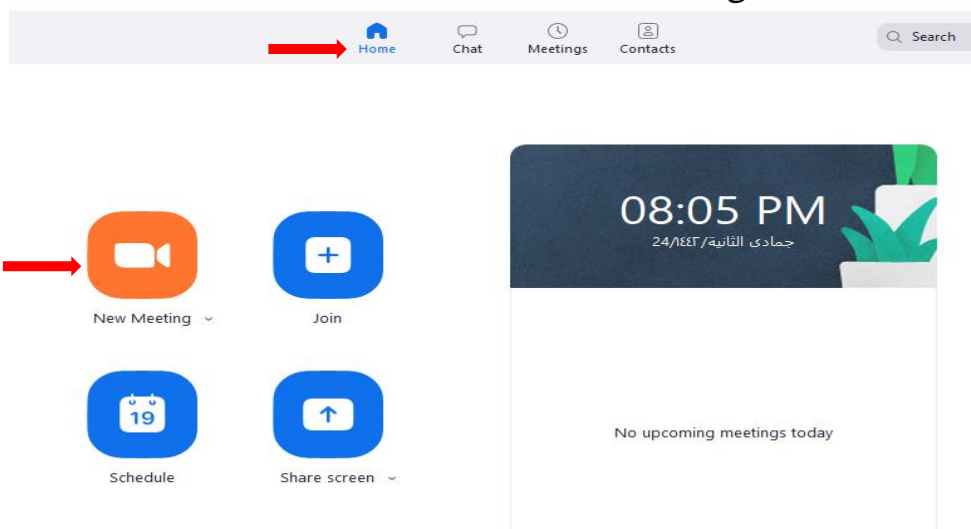 Home
Chat
Meetings
Contacts
Search
08:05 PM
24/جمادى الثانية/١٤٤٢
New Meeting
Join
19
Schedule
Share screen
No upcoming meetings today